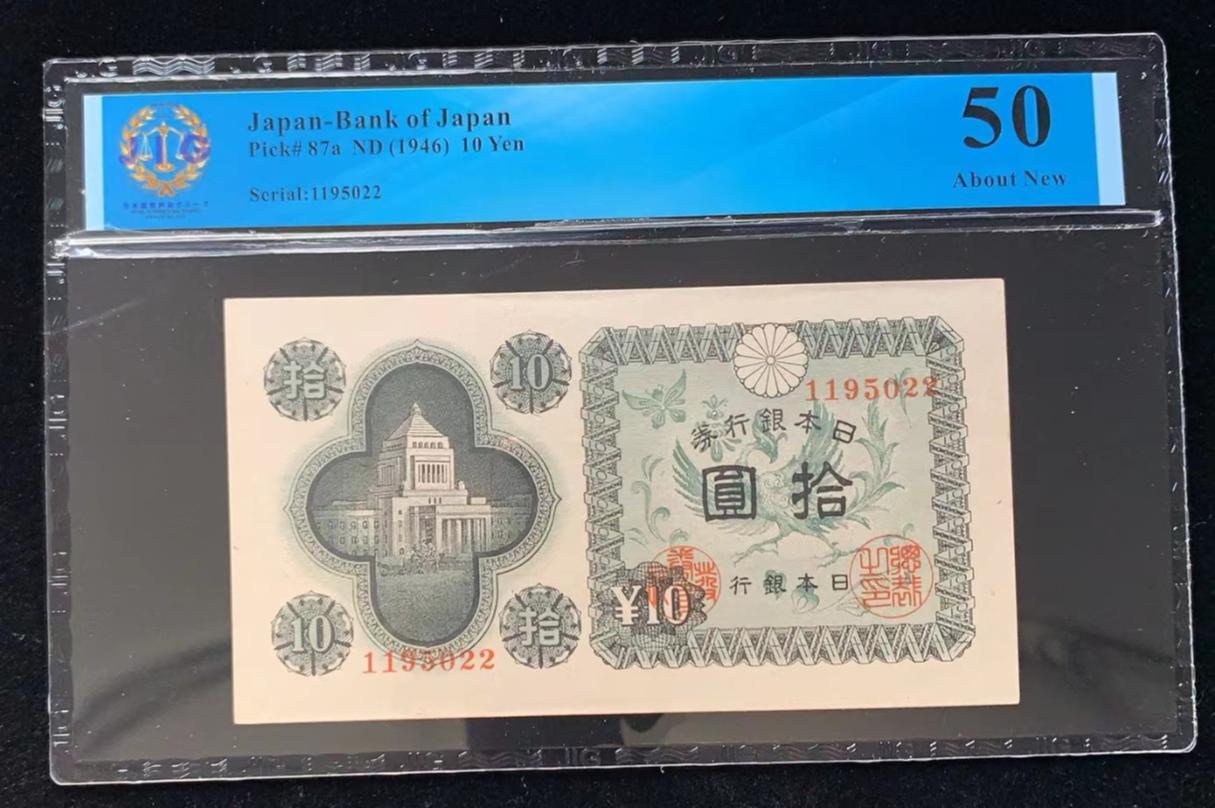 JIG
Japan-Bank of Japan
Pick# 87a ND (1946) 10 Yen
Serial:1195022
50
About New
拾
10
1195022
券行銀本日
圓拾
行銀本日
¥10
10
拾
1195022